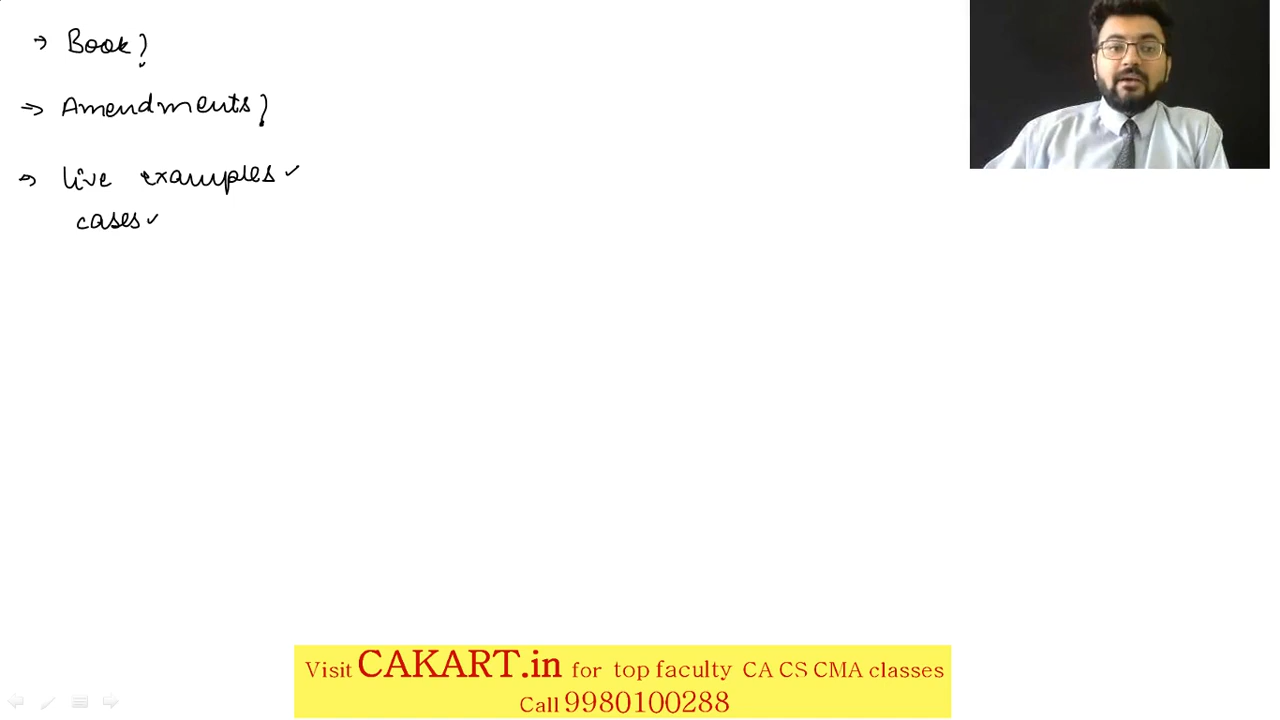 → Book?
→ Amendments?
→ live examples ✓
cases ✓
Visit CAKART.in for top faculty CA CS CMA classes
Call 9980100288